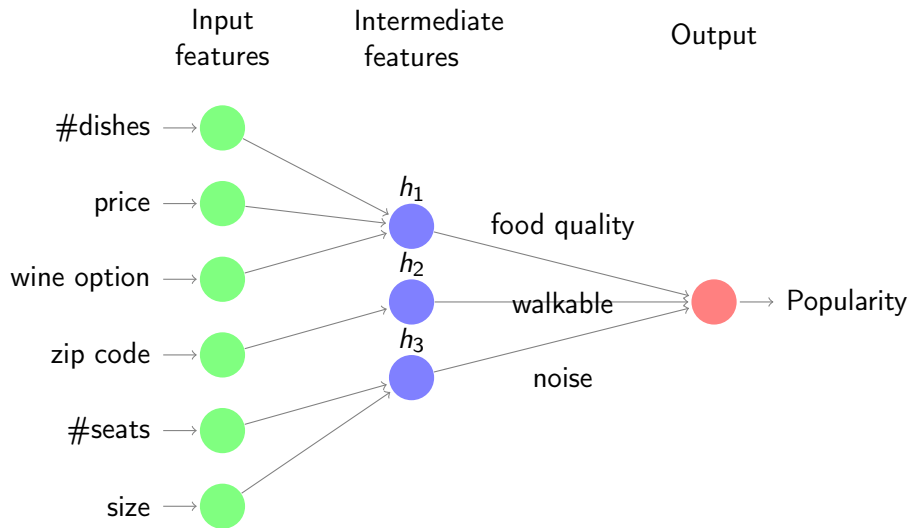 Input
features
Intermediate
features
Output
#dishes
price
wine option
zip code
#seats
size
h₁
h₂
h₃
food quality
walkable
noise
Popularity